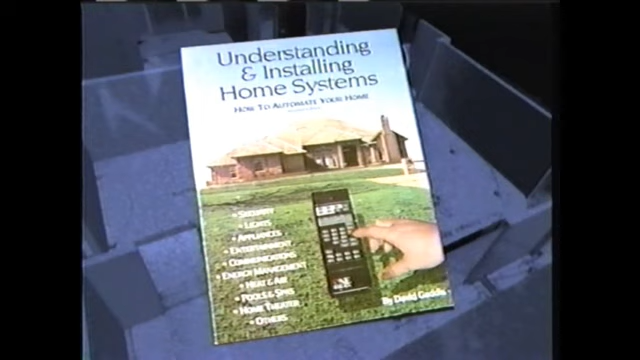 Understanding
& Installing
Home Systems
How To Automate Your Home
• Security
• Lights
• Appliances
• Entertainment
• Communications
• Energy Management
• Heat & Air
• Pools & Spas
• Home Theater
• Others
By David Gaddis